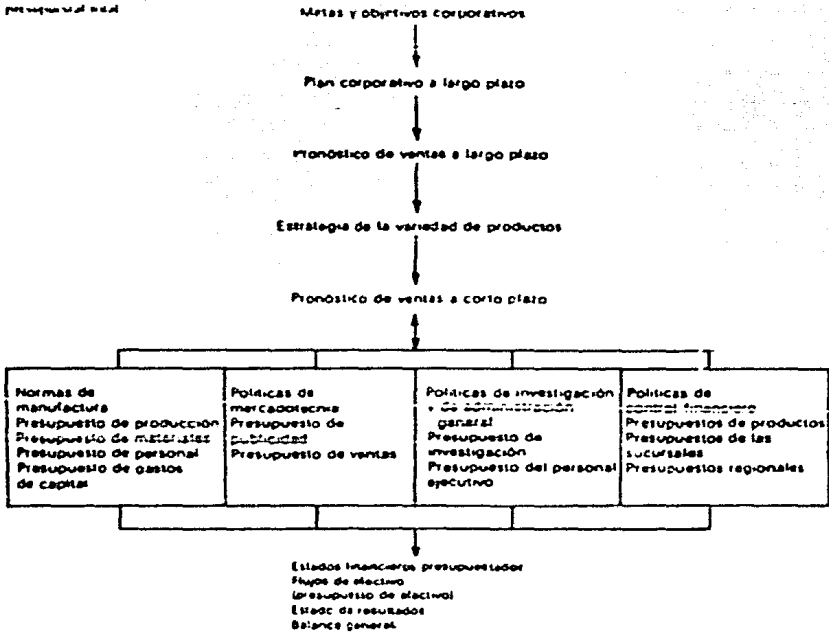 presupuestal total
Metas y objetivos corporativos
Plan corporativo a largo plazo
Pronóstico de ventas a largo plazo
Estrategia de la variedad de productos
Pronóstico de ventas a corto plazo
Normas de
manufactura
Presupuesto de producción
Presupuesto de materiales
Presupuesto de personal
Presupuesto de gastos
de capital
Políticas de
mercadotecnia
Presupuesto de
publicidad
Presupuesto de ventas
Políticas de investigación
y de administración
general
Presupuesto de
investigación
Presupuesto del personal
ejecutivo
Políticas de
control financiero
Presupuestos de productos
Presupuestos de las
sucursales
Presupuestos regionales
Estados financieros presupuestador
Flujos de efectivo
(presupuesto de efectivo)
Estado de resultados
Balance general